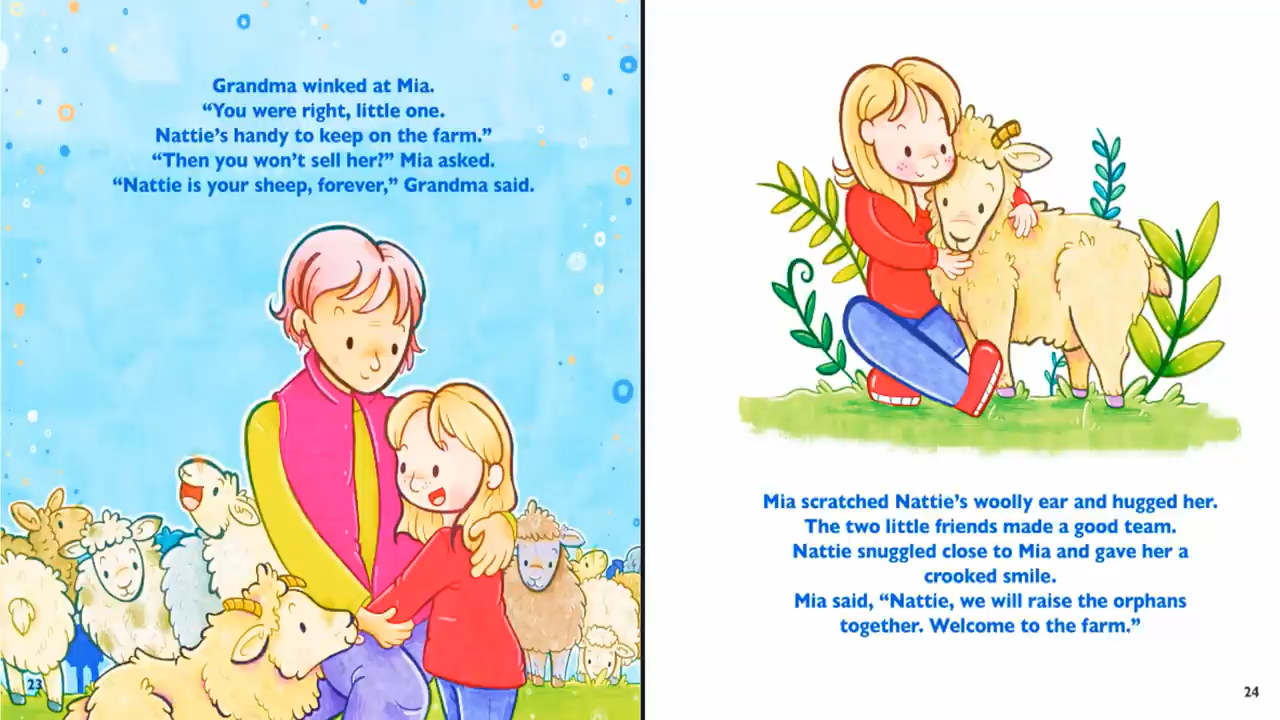 Grandma winked at Mia.
“You were right, little one.
Nattie’s handy to keep on the farm.”
“Then you won’t sell her?” Mia asked.
“Nattie is your sheep, forever,” Grandma said.
23
Mia scratched Nattie’s woolly ear and hugged her.
The two little friends made a good team.
Nattie snuggled close to Mia and gave her a
crooked smile.
Mia said, “Nattie, we will raise the orphans
together. Welcome to the farm.”
24